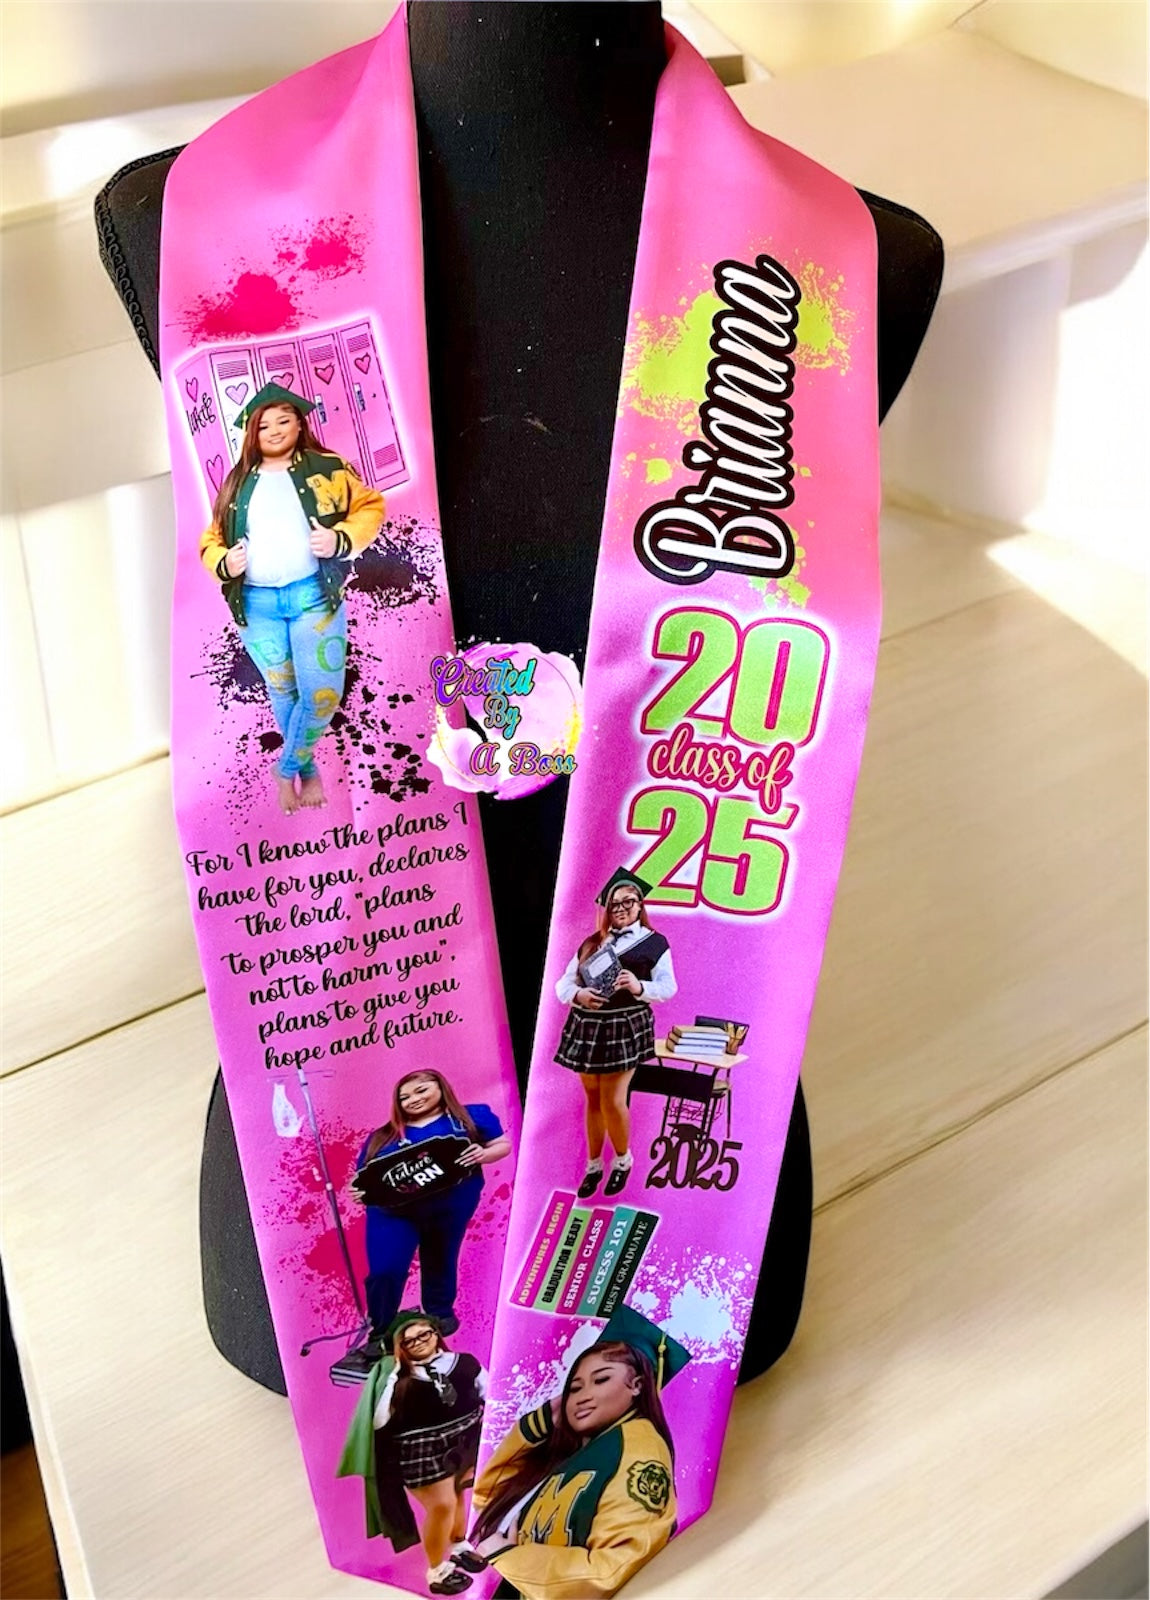 Brianna
20
class of
25
M
Created
By
A Boss
For I know the plans I
have for you, declares
the lord, "plans
to prosper you and
not to harm you",
plans to give you
hope and future.
Future
RN
2025
ADVENTURES BEGIN
GRADUATION READY
SENIOR CLASS
SUCESS 101
BEST GRADUATE
M